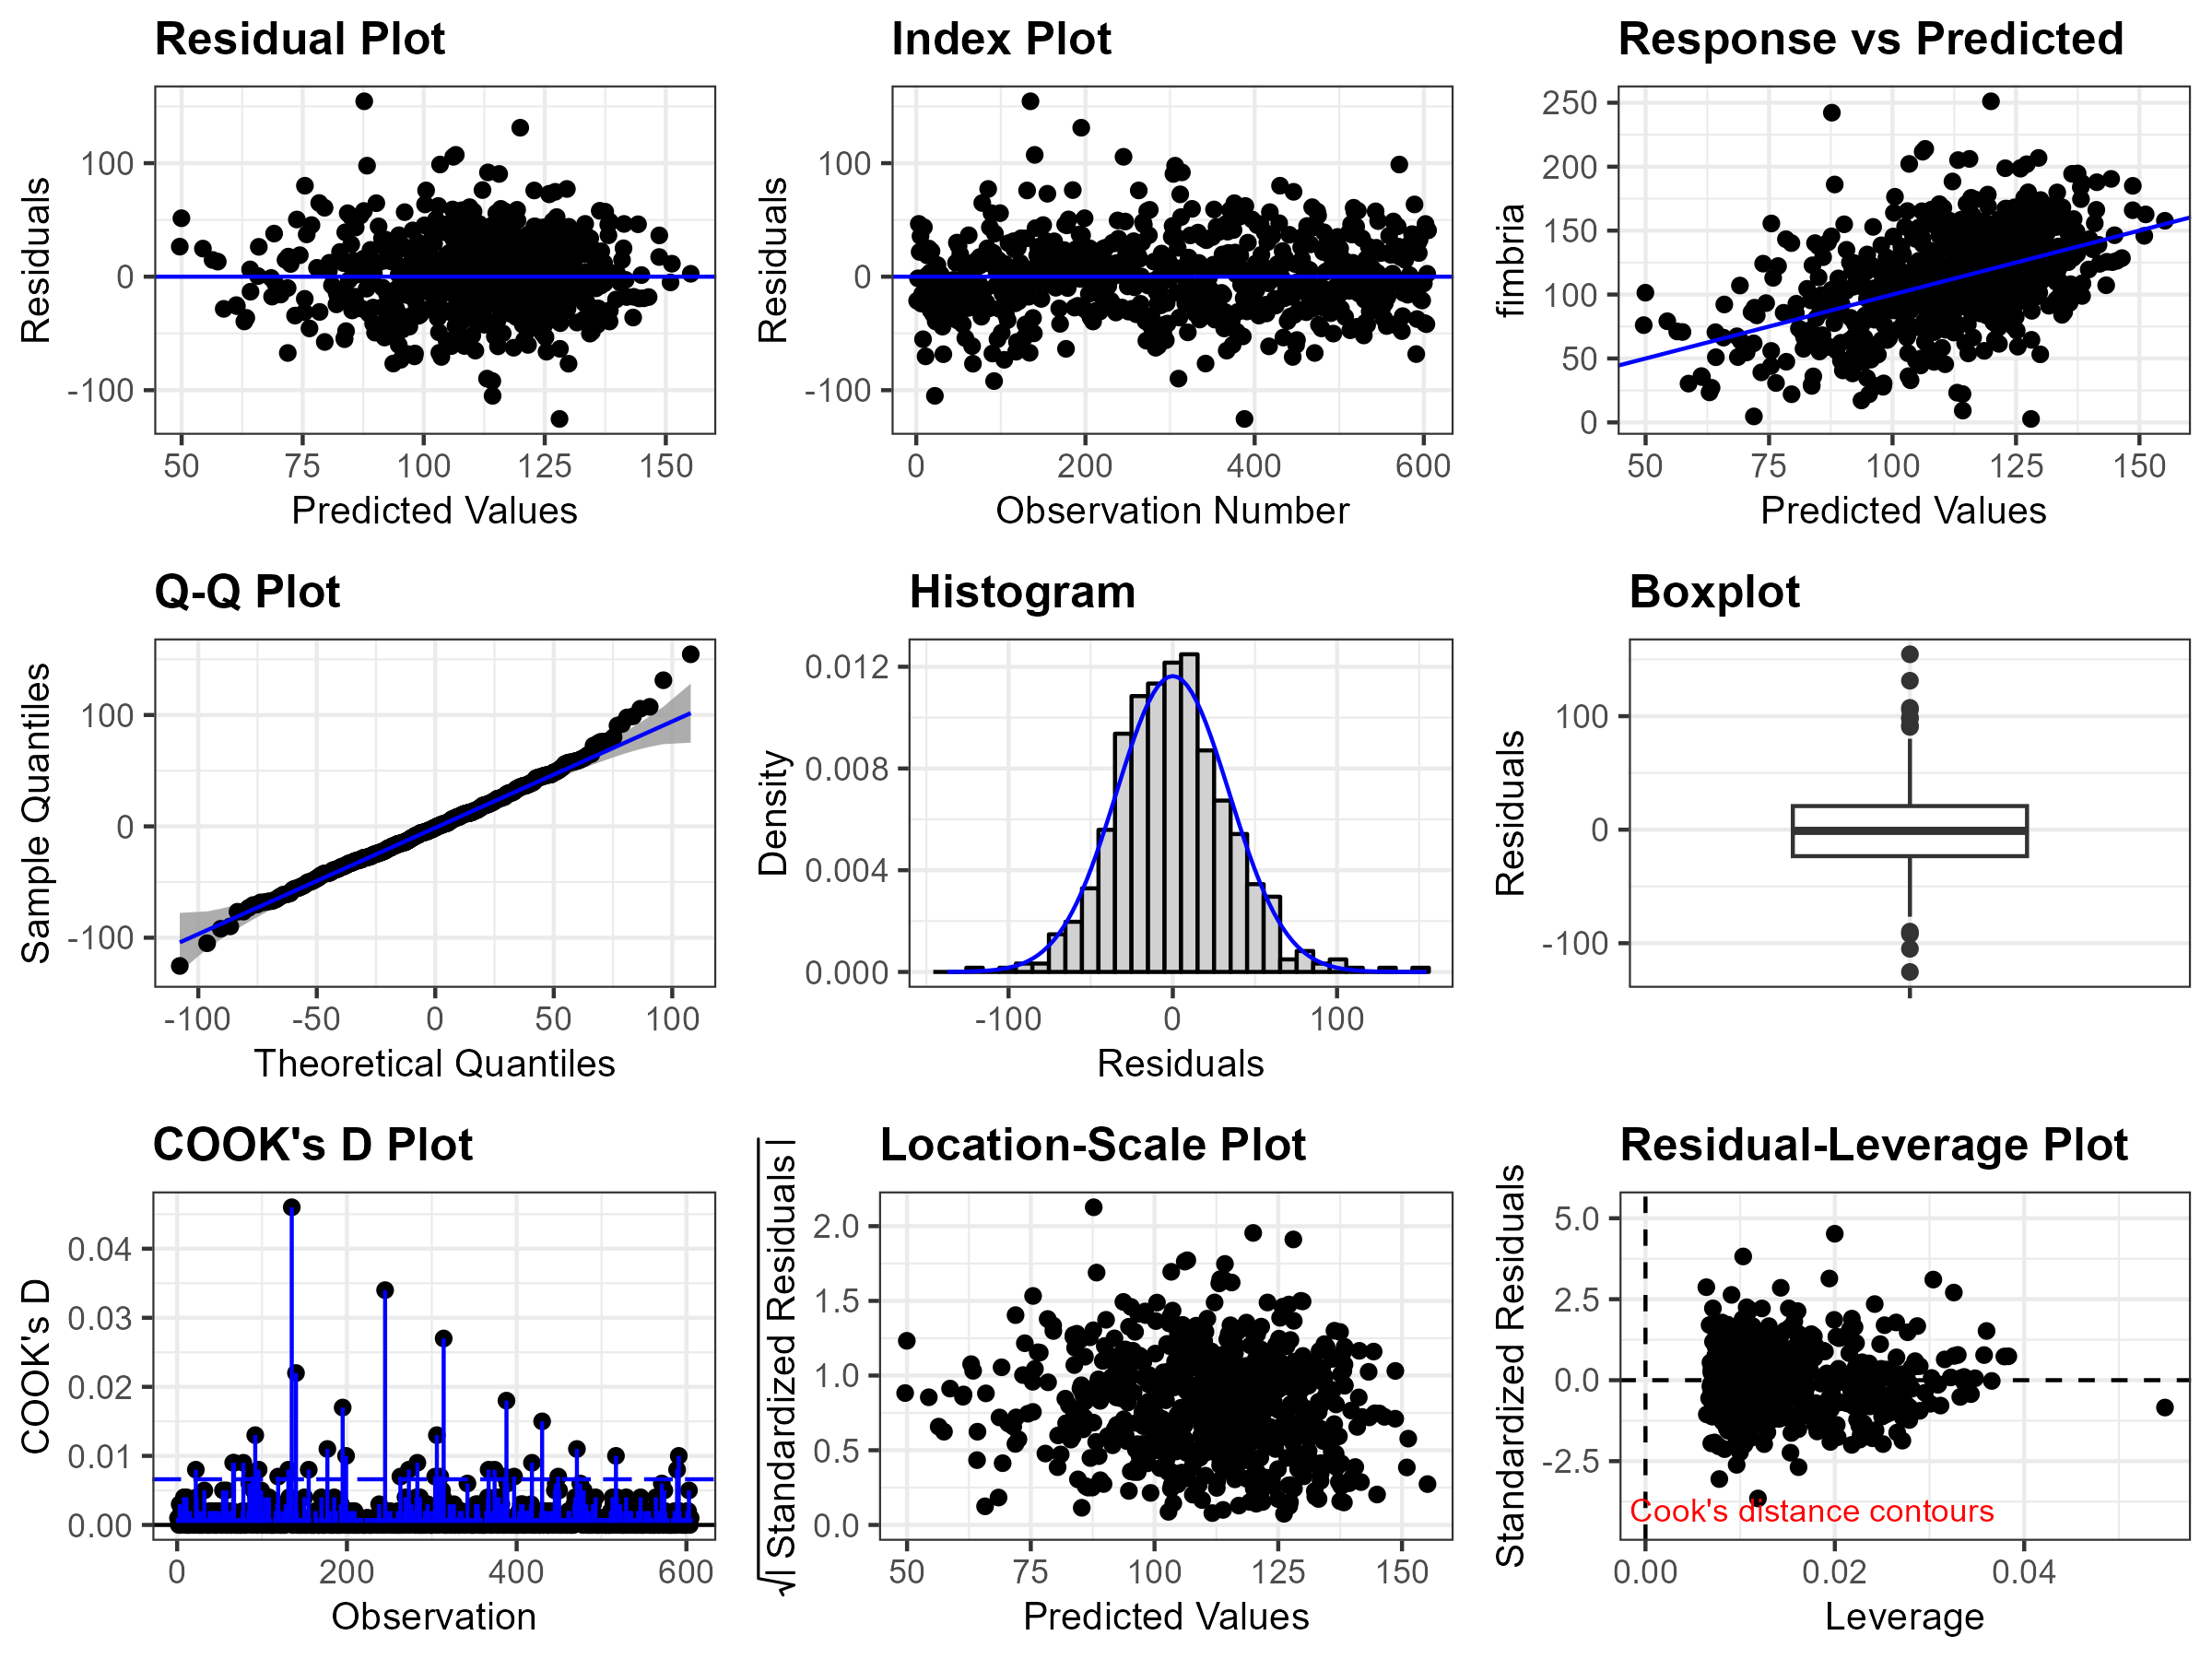 Residual Plot
Residuals
100
0
-100
50 75 100 125 150
Predicted Values
Index Plot
Residuals
100
0
-100
0 200 400 600
Observation Number
Response vs Predicted
fimbria
250
200
150
100
50
0
50 75 100 125 150
Predicted Values
Q-Q Plot
Sample Quantiles
100
0
-100
-100 -50 0 50 100
Theoretical Quantiles
Histogram
Density
0.012
0.008
0.004
0.000
-100 0 100
Residuals
Boxplot
Residuals
100
0
-100
COOK's D Plot
COOK's D
0.04
0.03
0.02
0.01
0.00
0 200 400 600
Observation
Location-Scale Plot
√| Standardized Residuals |
2.0
1.5
1.0
0.5
0.0
50 75 100 125 150
Predicted Values
Residual-Leverage Plot
Standardized Residuals
5.0
2.5
0.0
-2.5
Cook's distance contours
0.00 0.02 0.04
Leverage